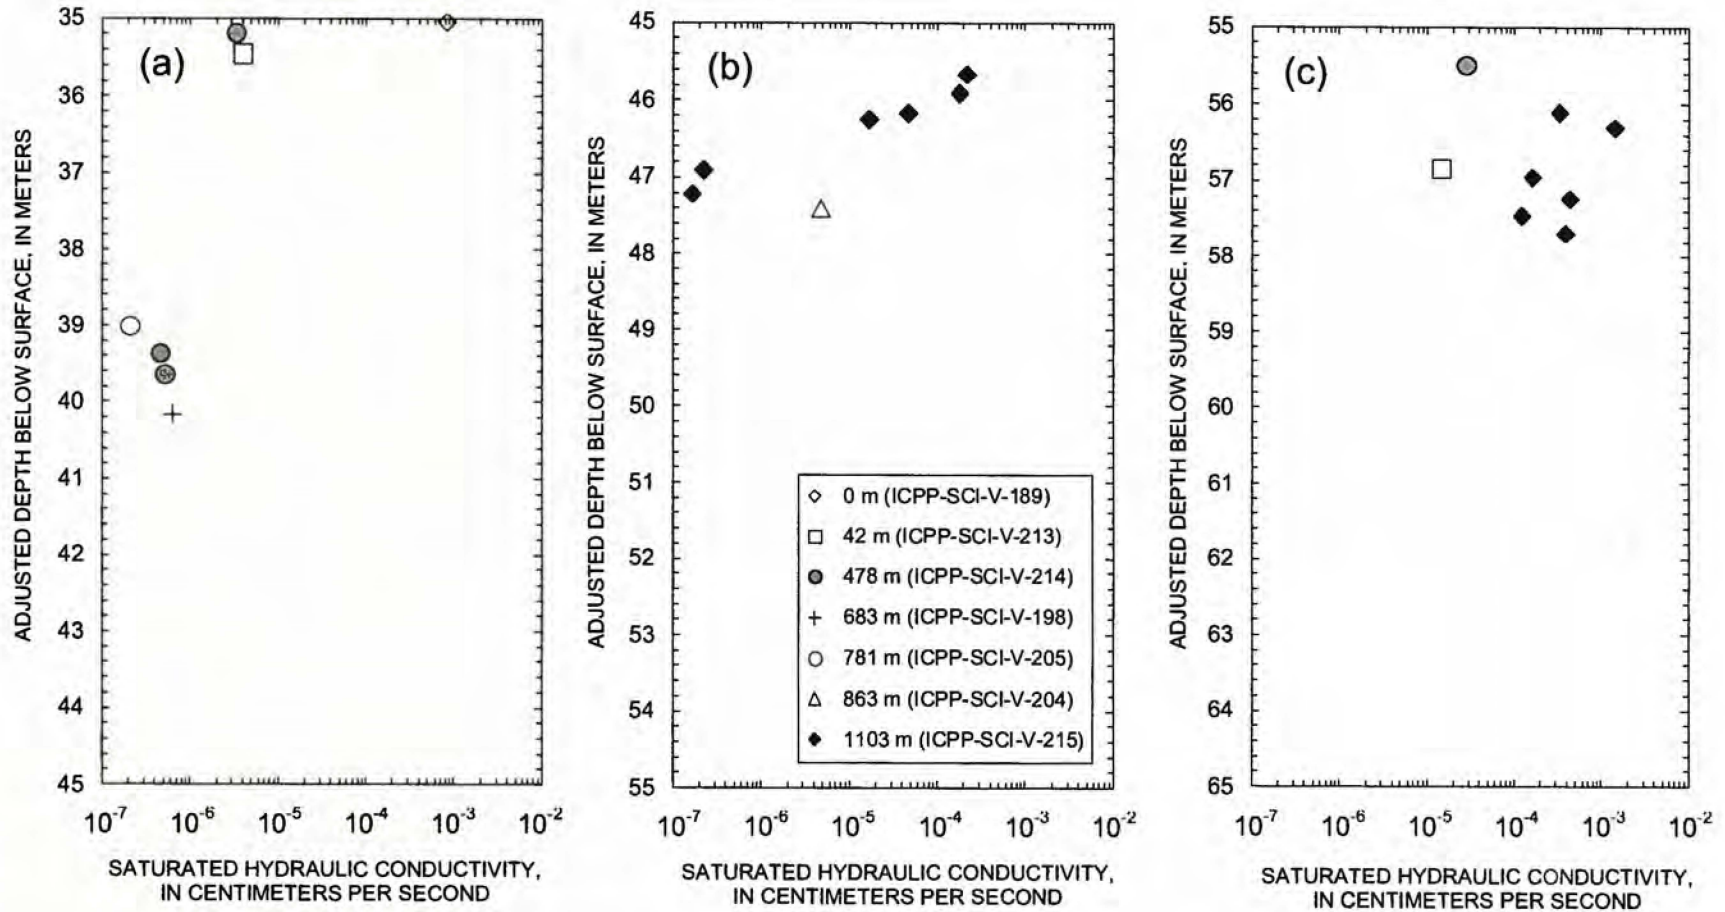 (a)
35
36
37
38
39
40
41
42
43
44
45
ADJUSTED DEPTH BELOW SURFACE, IN METERS
10-7 10-6 10-5 10-4 10-3 10-2
SATURATED HYDRAULIC CONDUCTIVITY,
IN CENTIMETERS PER SECOND
(b)
45
46
47
48
49
50
51
52
53
54
55
ADJUSTED DEPTH BELOW SURFACE, IN METERS
0 m (ICPP-SCI-V-189)
42 m (ICPP-SCI-V-213)
478 m (ICPP-SCI-V-214)
683 m (ICPP-SCI-V-198)
781 m (ICPP-SCI-V-205)
863 m (ICPP-SCI-V-204)
1103 m (ICPP-SCI-V-215)
10-7 10-6 10-5 10-4 10-3 10-2
SATURATED HYDRAULIC CONDUCTIVITY,
IN CENTIMETERS PER SECOND
(c)
55
56
57
58
59
60
61
62
63
64
65
ADJUSTED DEPTH BELOW SURFACE, IN METERS
10-7 10-6 10-5 10-4 10-3 10-2
SATURATED HYDRAULIC CONDUCTIVITY,
IN CENTIMETERS PER SECOND